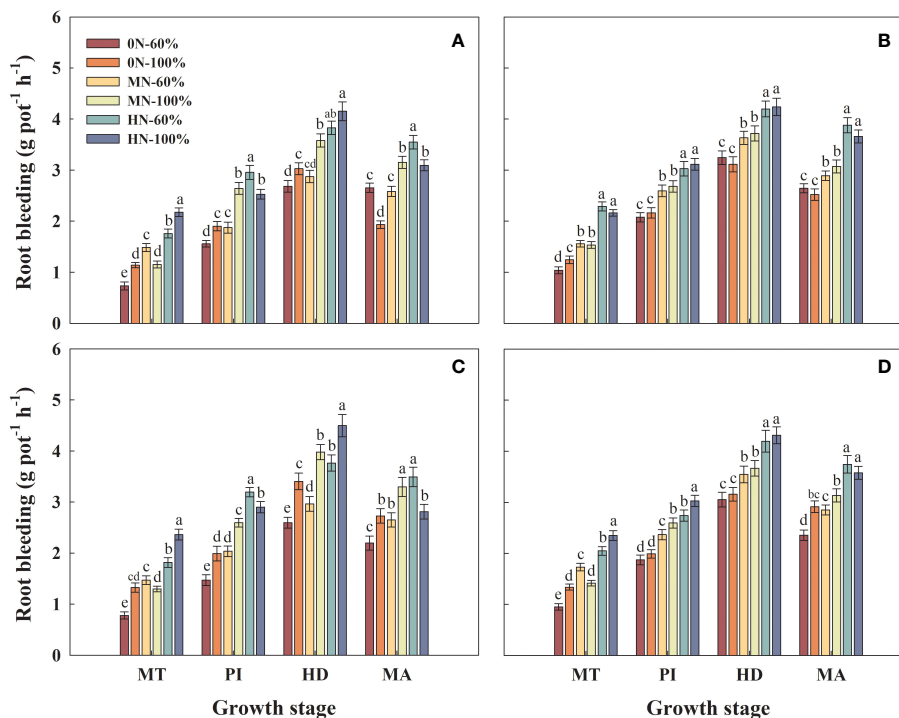 A
B
0N-60%
0N-100%
MN-60%
MN-100%
HN-60%
HN-100%
Root bleeding (g pot⁻¹ h⁻¹)
6
5
4
3
2
1
0
e d c d b a
d c c b a b
d c cd b ab a
c d c b a b
d c b b a a
c c b b a a
c c b b a a
c c b b a a
C
D
Root bleeding (g pot⁻¹ h⁻¹)
6
5
4
3
2
1
0
e cd c d b a
e d d c a b
e c d b c a
c b b a a b
e d c d b a
d d c b b a
c c b b a a
d bc c b a a
MT PI HD MA
MT PI HD MA
Growth stage
Growth stage